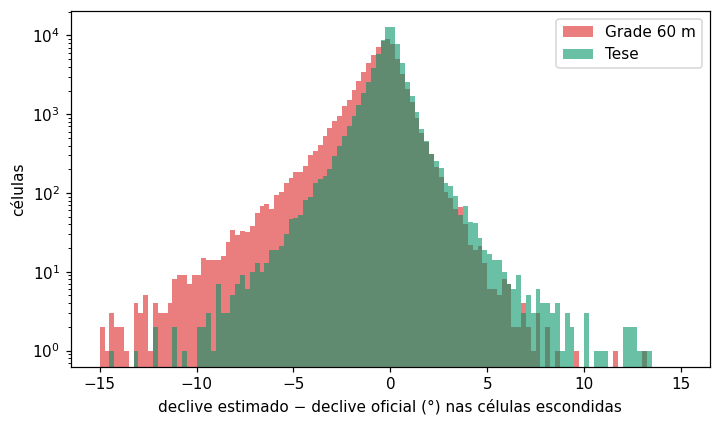 Grade 60 m
Tese
células
10⁴
10³
10²
10¹
10⁰
−15 −10 −5 0 5 10 15
declive estimado − declive oficial (°) nas células escondidas